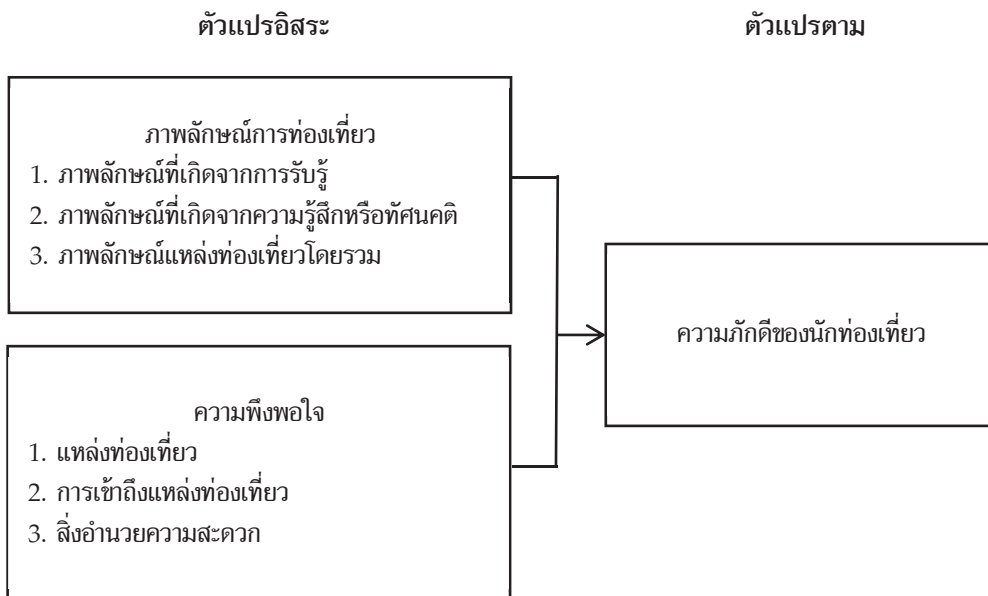 ตัวแปรอิสระ
ตัวแปรตาม
ภาพลักษณ์การท่องเที่ยว
1. ภาพลักษณ์ที่เกิดจากการรับรู้
2. ภาพลักษณ์ที่เกิดจากความรู้สึกหรือทัศนคติ
3. ภาพลักษณ์แหล่งท่องเที่ยวโดยรวม
ความภักดีของนักท่องเที่ยว
ความพึงพอใจ
1. แหล่งท่องเที่ยว
2. การเข้าถึงแหล่งท่องเที่ยว
3. สิ่งอำนวยความสะดวก